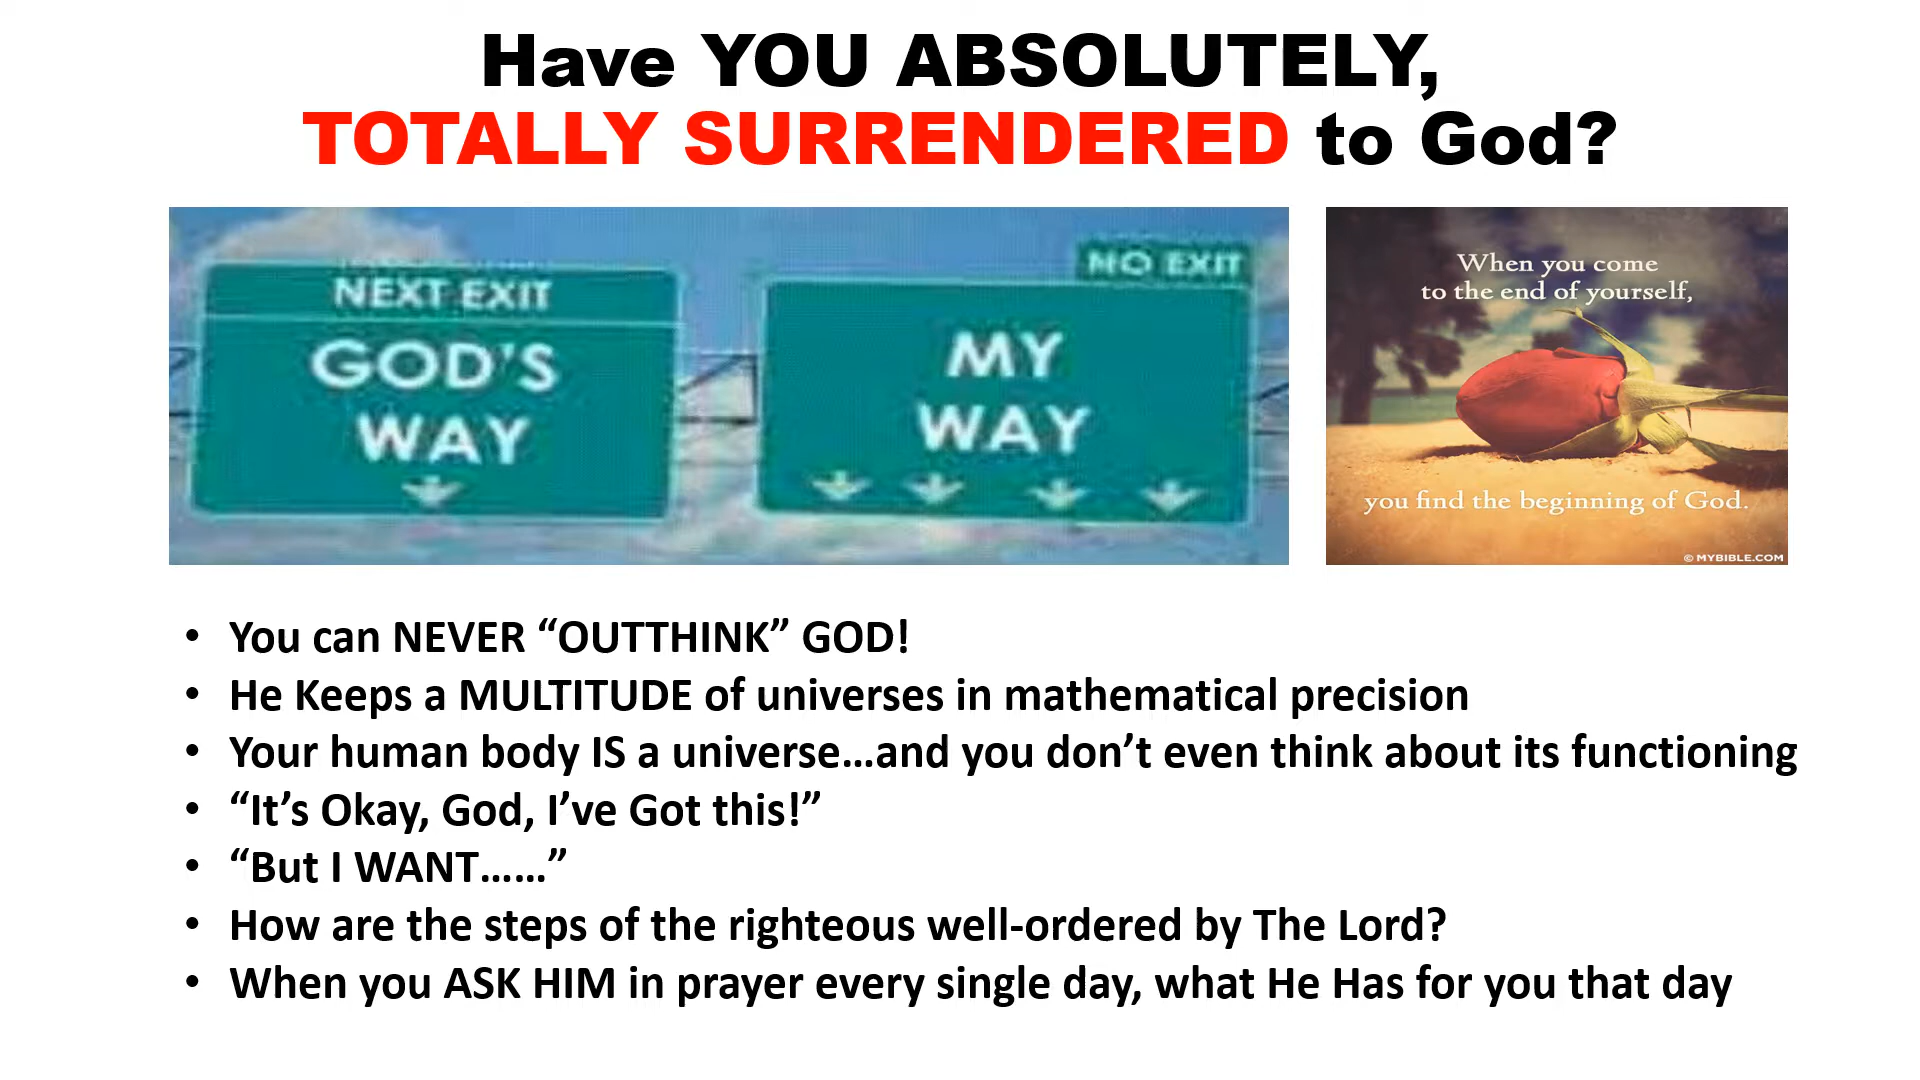 Have YOU ABSOLUTELY,
TOTALLY SURRENDERED to God?
NEXT EXIT
GOD'S
WAY
NO EXIT
MY
WAY
When you come
to the end of yourself,
you find the beginning of God.
© MYBIBLE.COM
• You can NEVER “OUTTHINK” GOD!
• He Keeps a MULTITUDE of universes in mathematical precision
• Your human body IS a universe…and you don’t even think about its functioning
• “It’s Okay, God, I’ve Got this!”
• “But I WANT……”
• How are the steps of the righteous well-ordered by The Lord?
• When you ASK HIM in prayer every single day, what He Has for you that day